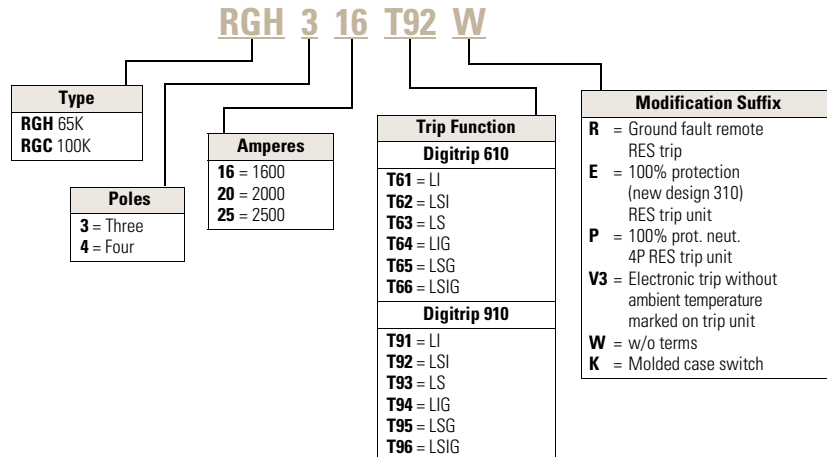 RGH 3 16 T92 W
Type
RGH 65K
RGC 100K
Poles
3 = Three
4 = Four
Amperes
16 = 1600
20 = 2000
25 = 2500
Trip Function
Digitrip 610
T61 = LI
T62 = LSI
T63 = LS
T64 = LIG
T65 = LSG
T66 = LSIG
Digitrip 910
T91 = LI
T92 = LSI
T93 = LS
T94 = LIG
T95 = LSG
T96 = LSIG
Modification Suffix
R = Ground fault remote
RES trip
E = 100% protection
(new design 310)
RES trip unit
P = 100% prot. neut.
4P RES trip unit
V3 = Electronic trip without
ambient temperature
marked on trip unit
W = w/o terms
K = Molded case switch